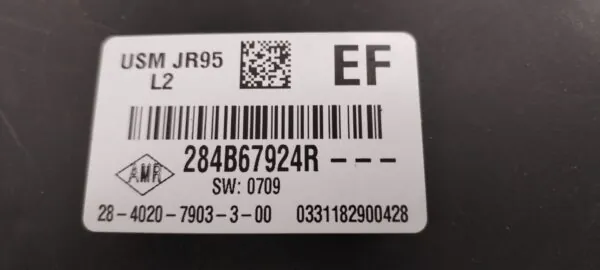 USM JR95
L2
EF
284B67924R---
AMR
SW: 0709
28-4020-7903-3-00 0331182900428